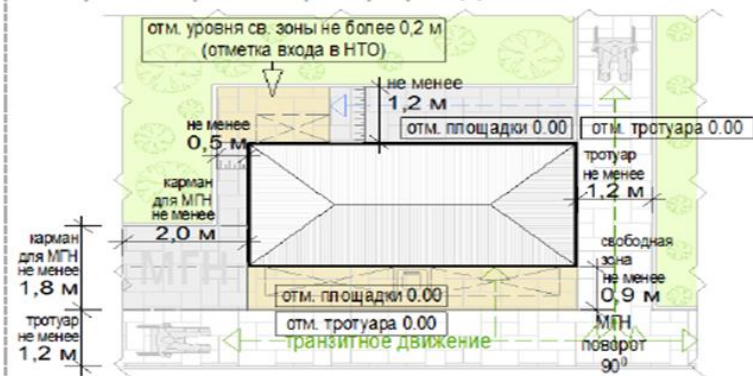 отм. уровня св. зоны не более 0,2 м
(отметка входа в НТО)
не менее
1,2 м
отм. площадки 0.00
отм. тротуара 0.00
не менее
0,5 м
тротуар
не менее
1,2 м
карман
для МГН
не менее
2,0 м
карман
для МГН
не менее
1,8 м
МГН
свободная
зона
не менее
0,9 м
отм. площадки 0.00
тротуар
не менее
1,2 м
отм. тротуара 0.00
транзитное движение
МГН
поворот
90⁰